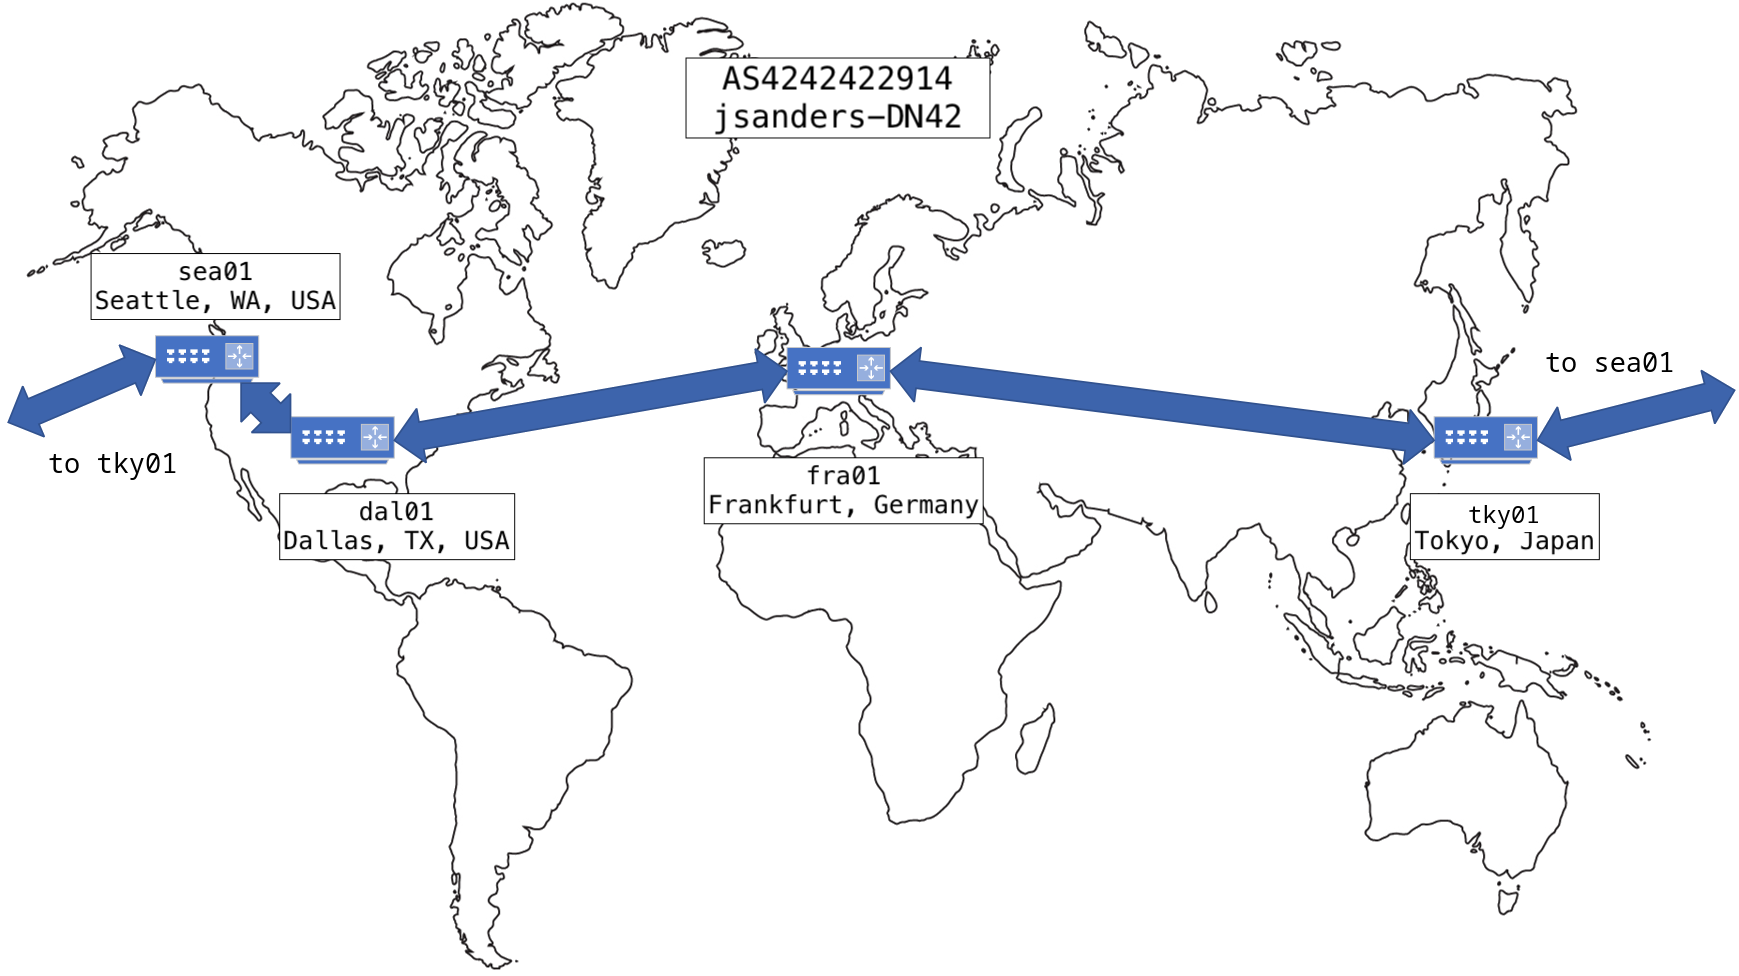 AS4242422914
jsanders-DN42
sea01
Seattle, WA, USA
to sea01
to tky01
fra01
Frankfurt, Germany
dal01
Dallas, TX, USA
tky01
Tokyo, Japan